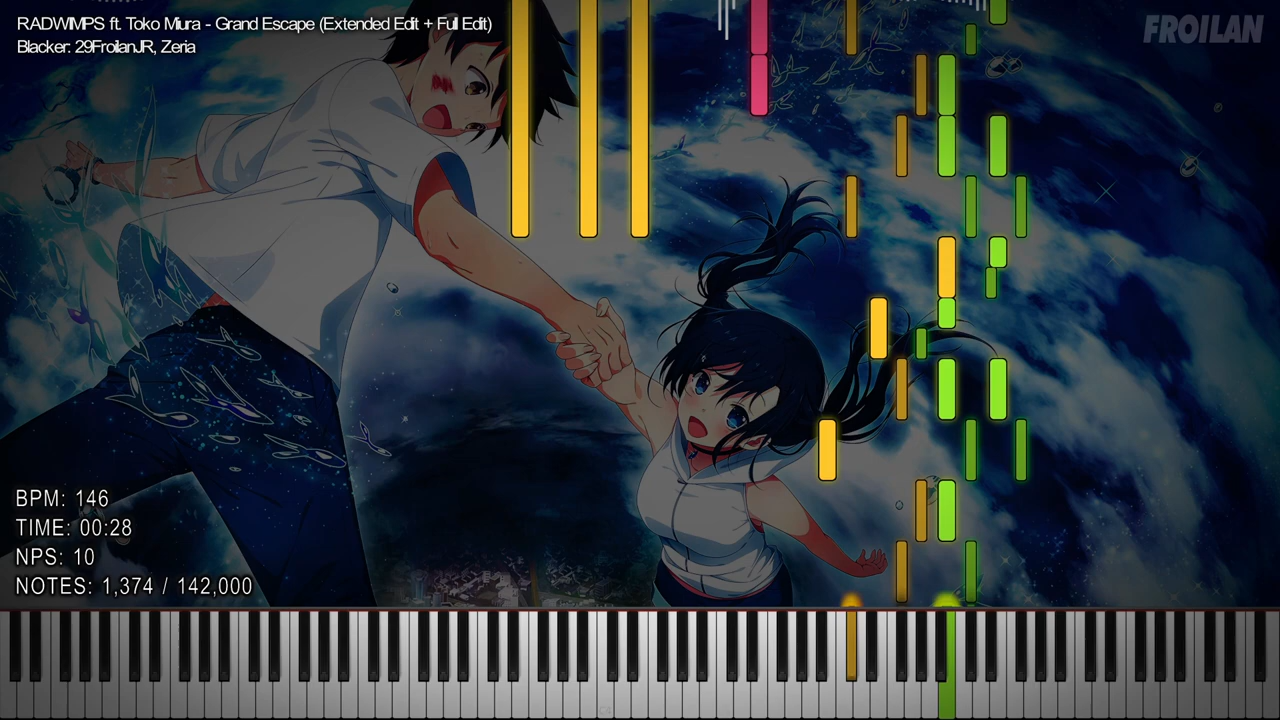 RADWIMPS ft. Toko Miura - Grand Escape (Extended Edit + Full Edit)
Blacker: 29FroilanJR, Zeria
FROILAN
BPM: 146
TIME: 00:28
NPS: 10
NOTES: 1,374 / 142,000